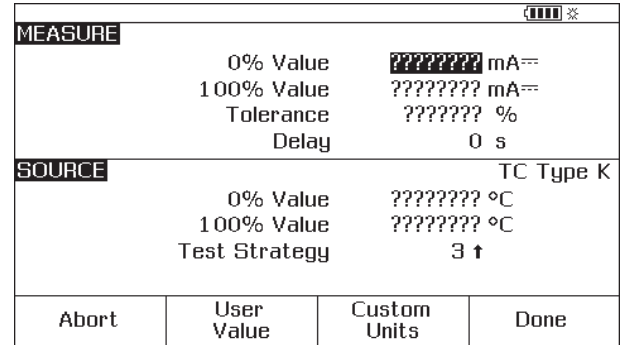 MEASURE
0% Value ???????? mA⎓
100% Value ???????? mA⎓
Tolerance ??????? %
Delay 0 s
SOURCE TC Type K
0% Value ???????? °C
100% Value ???????? °C
Test Strategy 3 ↑
Abort
User
Value
Custom
Units
Done